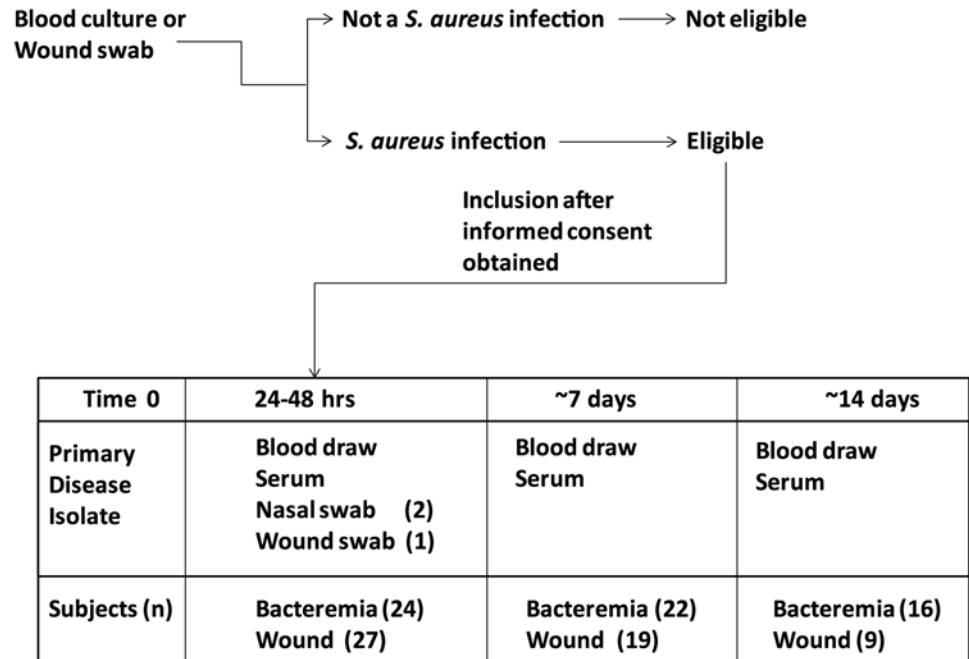 Blood culture or
Wound swab
Not a S. aureus infection
Not eligible
S. aureus infection
Eligible
Inclusion after
informed consent
obtained
Time 0
24-48 hrs
~7 days
~14 days
Primary
Disease
Isolate
Blood draw
Serum
Nasal swab (2)
Wound swab (1)
Blood draw
Serum
Blood draw
Serum
Subjects (n)
Bacteremia (24)
Wound (27)
Bacteremia (22)
Wound (19)
Bacteremia (16)
Wound (9)